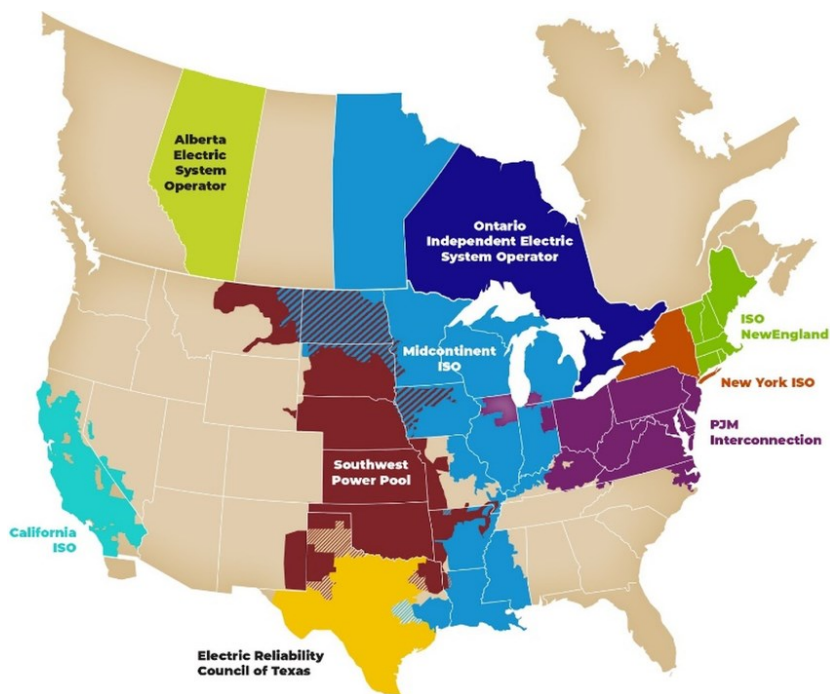 Alberta
Electric
System
Operator
Ontario
Independent Electric
System Operator
Midcontinent
ISO
ISO
NewEngland
New York ISO
PJM
Interconnection
Southwest
Power Pool
California
ISO
Electric Reliability
Council of Texas